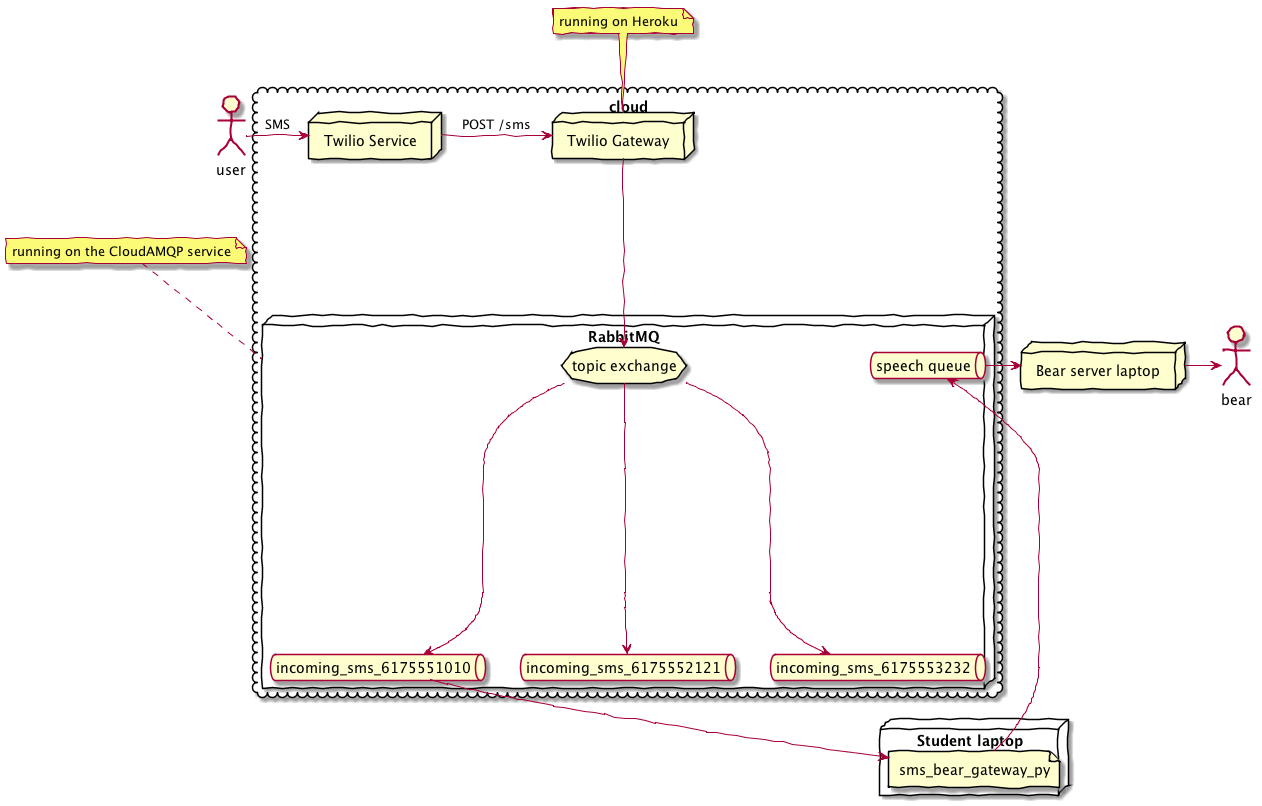 running on Heroku
cloud
SMS
POST /sms
Twilio Service
Twilio Gateway
user
running on the CloudAMQP service
RabbitMQ
topic exchange
speech queue
Bear server laptop
bear
incoming_sms_6175551010
incoming_sms_6175552121
incoming_sms_6175553232
Student laptop
sms_bear_gateway_py